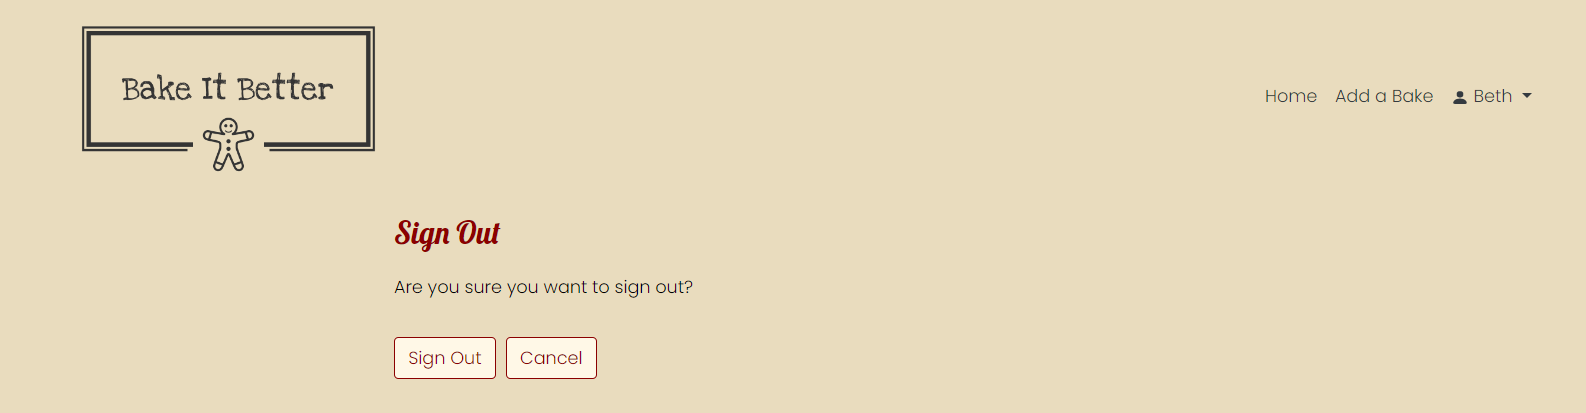 Bake It Better
Home Add a Bake Beth
Sign Out
Are you sure you want to sign out?
Sign Out Cancel